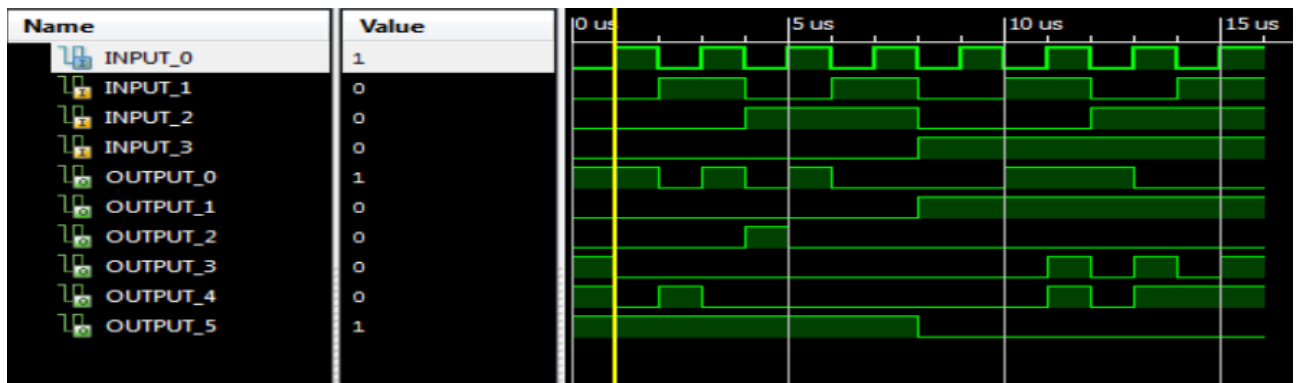 Name Value 0 us 5 us 10 us 15 us
INPUT_0 1
INPUT_1 0
INPUT_2 0
INPUT_3 0
OUTPUT_0 1
OUTPUT_1 0
OUTPUT_2 0
OUTPUT_3 0
OUTPUT_4 0
OUTPUT_5 1